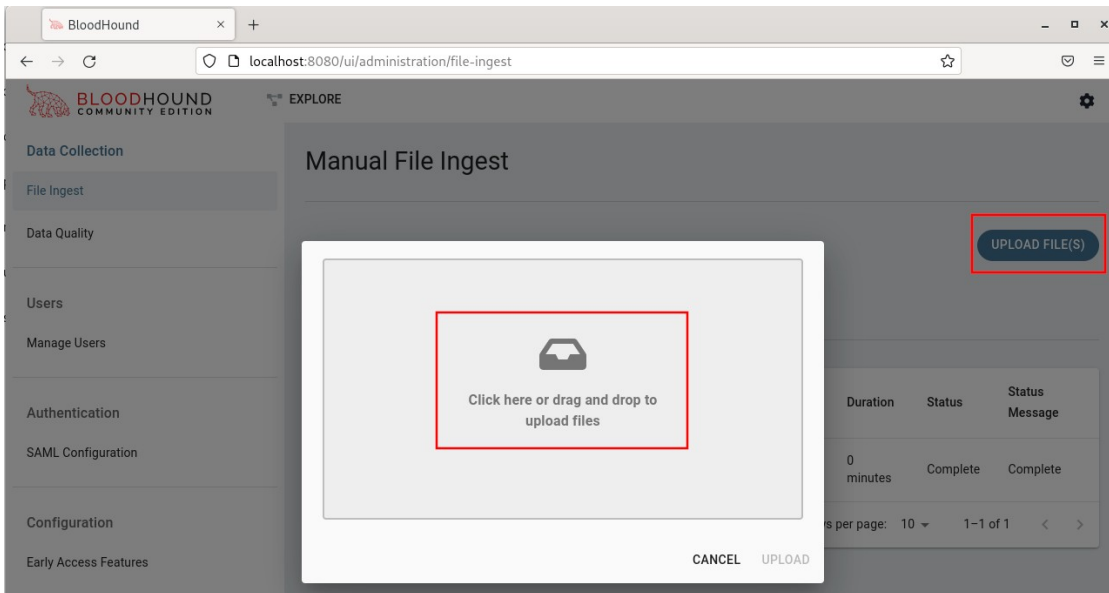 BloodHound
localhost:8080/ui/administration/file-ingest
BLOODHOUND
COMMUNITY EDITION
EXPLORE
Data Collection
File Ingest
Data Quality
Users
Manage Users
Authentication
SAML Configuration
Configuration
Early Access Features
Manual File Ingest
UPLOAD FILE(S)
Click here or drag and drop to
upload files
CANCEL UPLOAD
Duration Status Status
Message
0
minutes Complete Complete
per page: 10 1–1 of 1